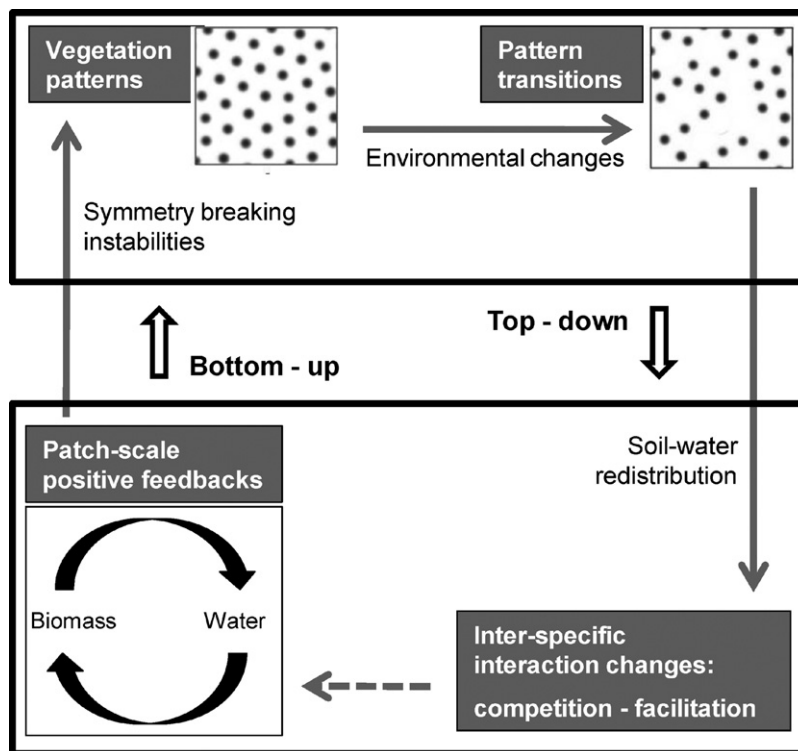 Vegetation
patterns
Pattern
transitions
Environmental changes
Symmetry breaking
instabilities
Top - down
Bottom - up
Patch-scale
positive feedbacks
Soil-water
redistribution
Biomass
Water
Inter-specific
interaction changes:
competition - facilitation